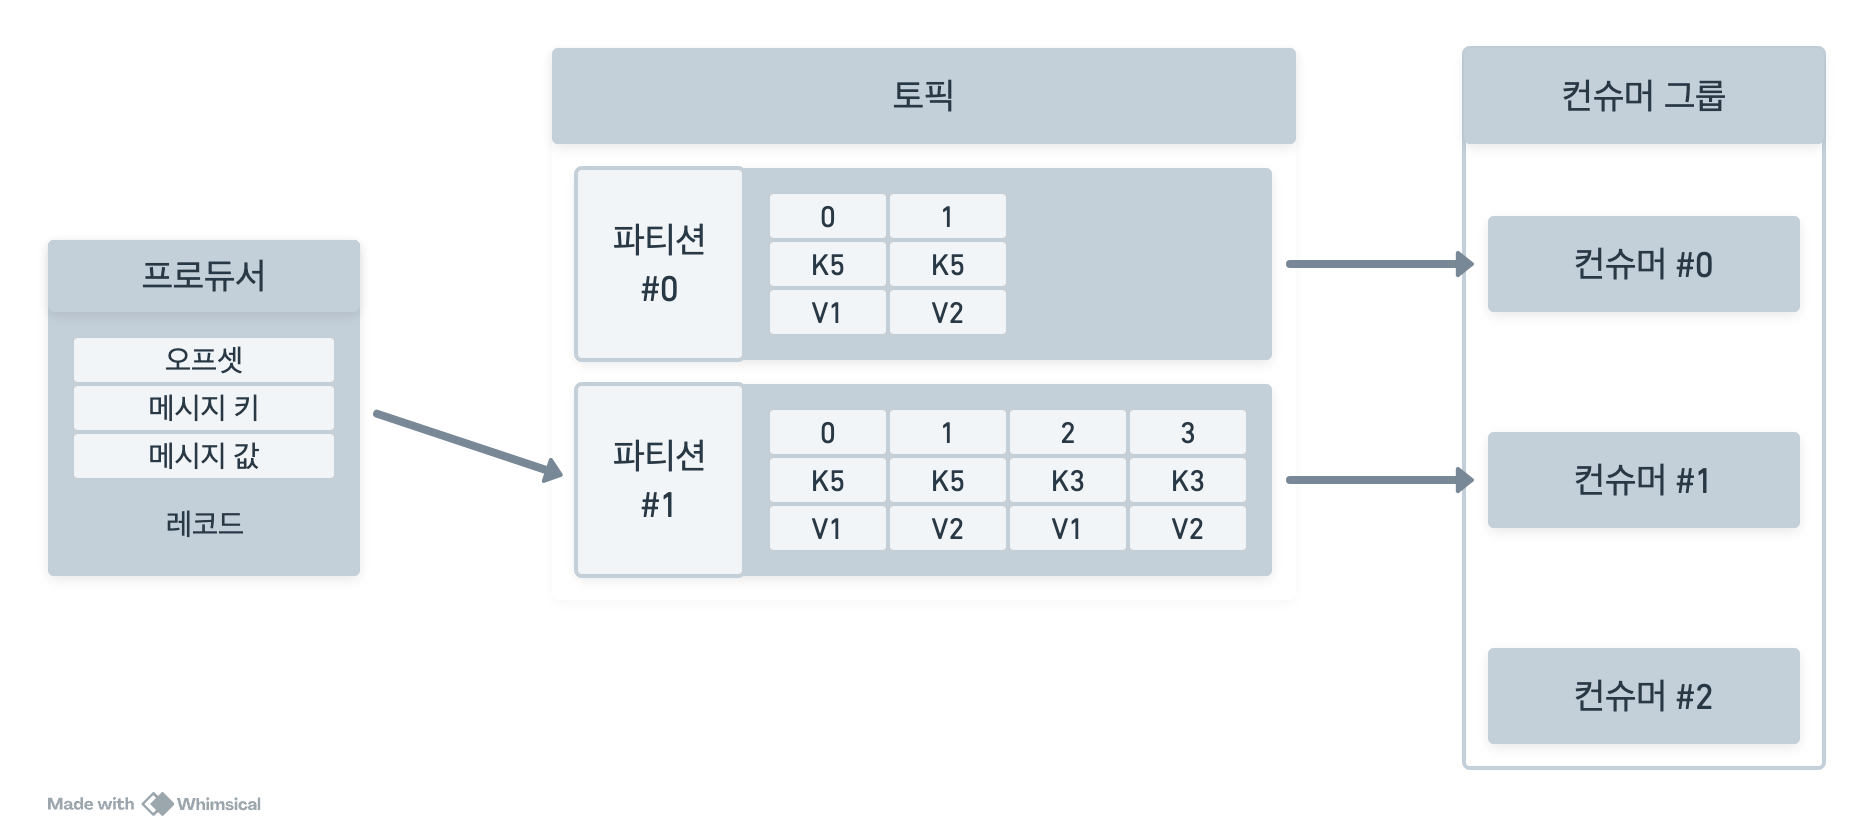 프로듀서
오프셋
메시지 키
메시지 값
레코드
토픽
파티션
#0
0 1
K5 K5
V1 V2
파티션
#1
0 1 2 3
K5 K5 K3 K3
V1 V2 V1 V2
컨슈머 그룹
컨슈머 #0
컨슈머 #1
컨슈머 #2
Made with Whimsical